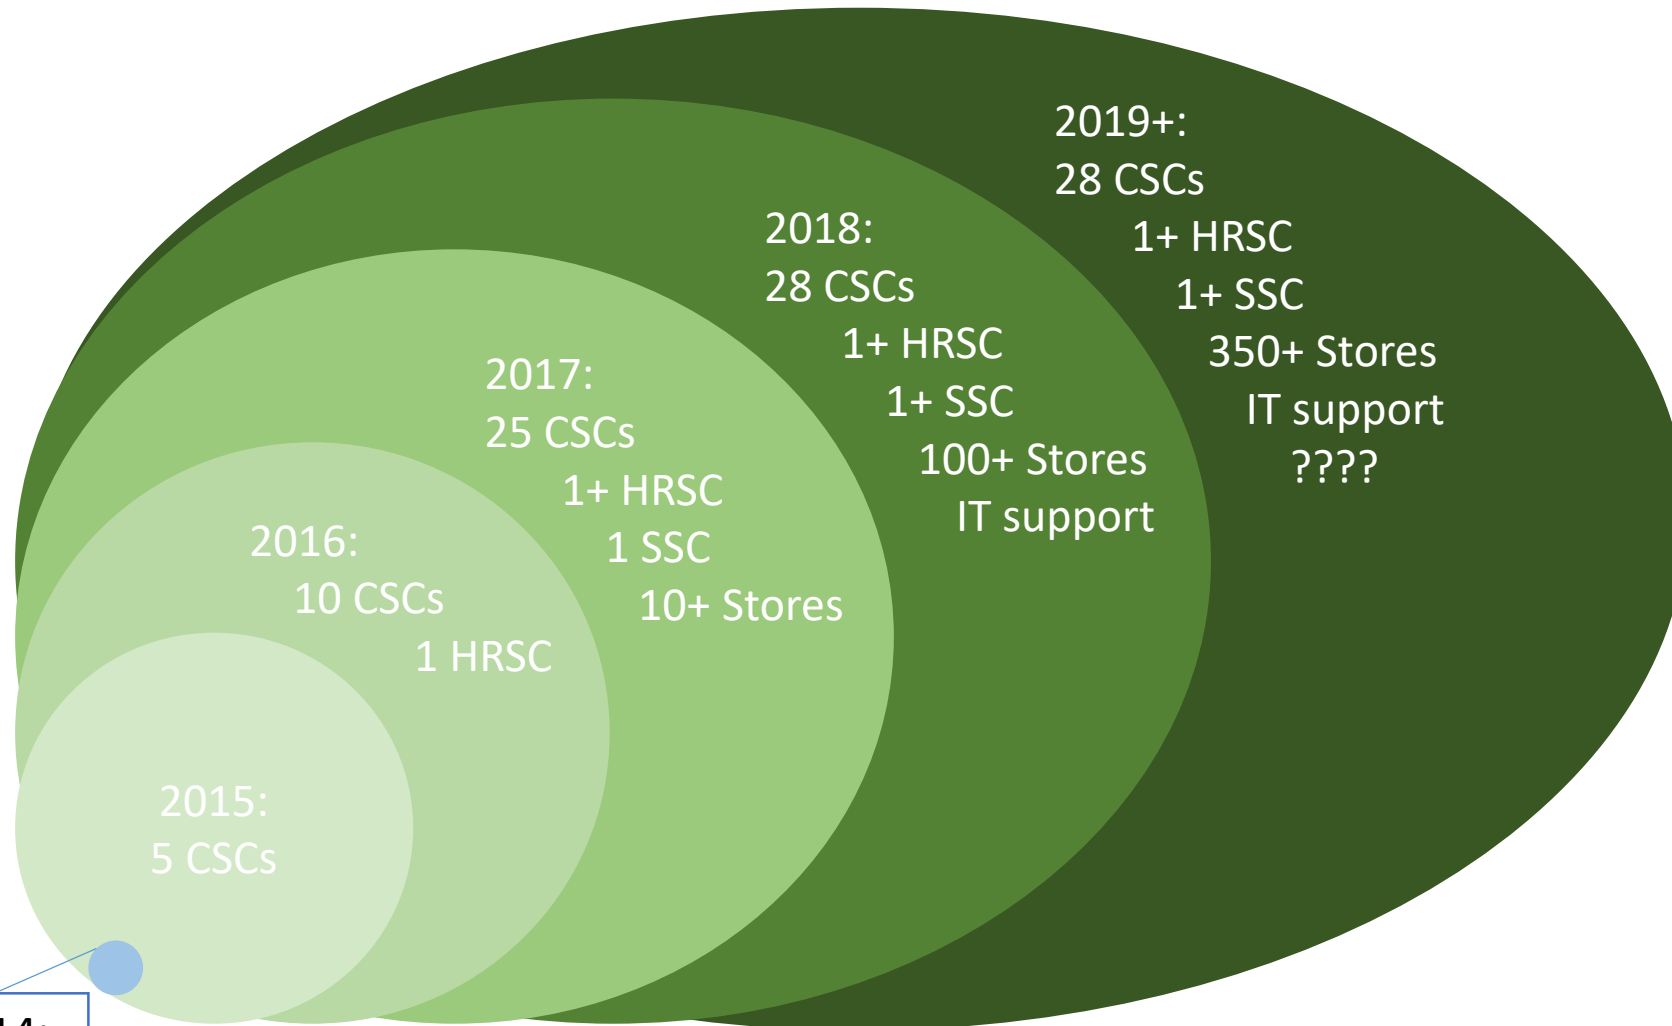 2019+:
28 CSCs
1+ HRSC
1+ SSC
350+ Stores
IT support
????
2018:
28 CSCs
1+ HRSC
1+ SSC
100+ Stores
IT support
2017:
25 CSCs
1+ HRSC
1 SSC
10+ Stores
2016:
10 CSCs
1 HRSC
2015:
5 CSCs